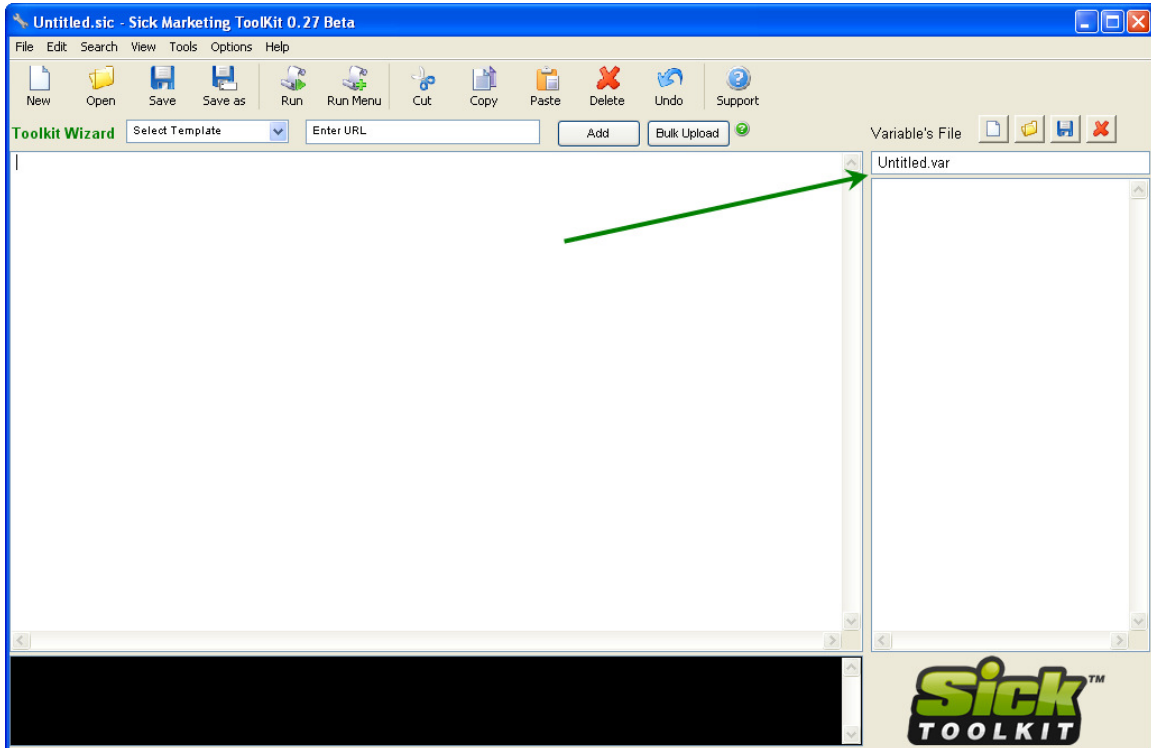 Untitled.sic - Sick Marketing ToolKit 0.27 Beta
File Edit Search View Tools Options Help
New Open Save Save as Run Run Menu Cut Copy Paste Delete Undo Support
Toolkit Wizard Select Template Enter URL Add Bulk Upload Variable's File
Untitled.var
Sick TM
TOOLKIT